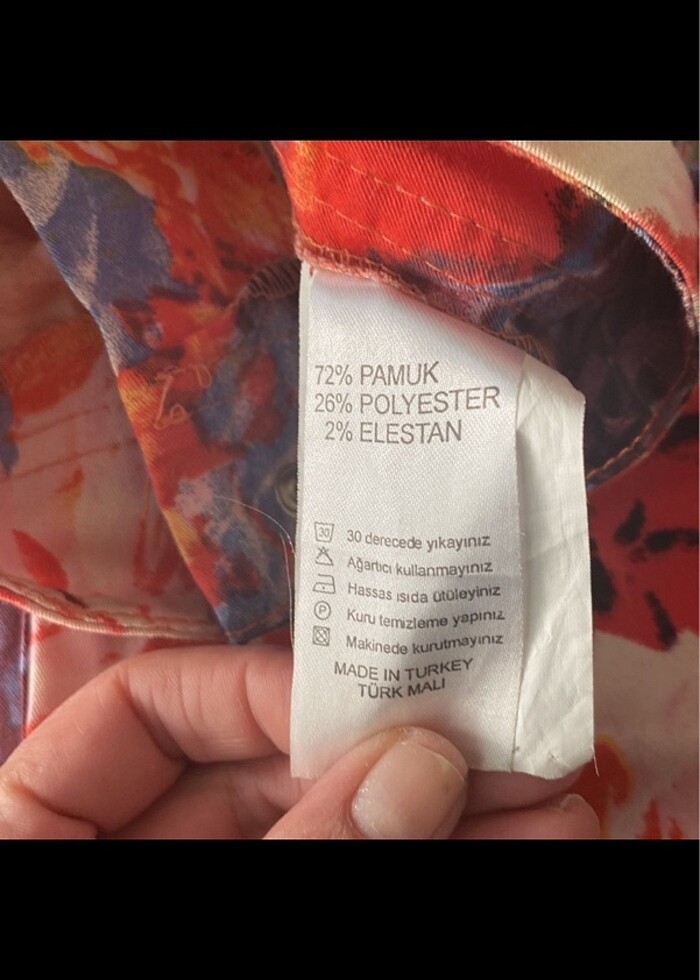 72% PAMUK
26% POLYESTER
2% ELESTAN
30 30 derecede yıkayınız
Ağartıcı kullanmayınız
Hassas ısıda ütüleyiniz
P Kuru temizleme yapınız
Makinede kurutmayınız
MADE IN TURKEY
TÜRK MALI